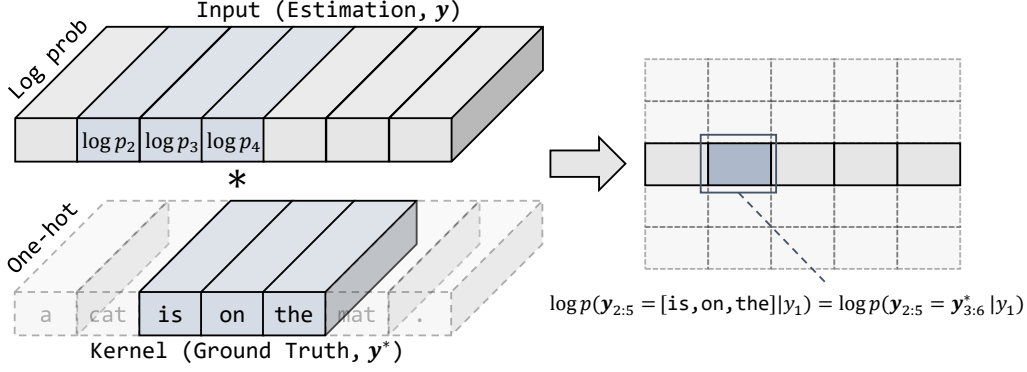 Input (Estimation, y)
Log prob
log p₂ log p₃ log p₄
*
One-hot
a cat is on the mat .
Kernel (Ground Truth, y*)
log p(y₂:₅ = [is,on,the]|y₁) = log p(y₂:₅ = y*₃:₆ |y₁)